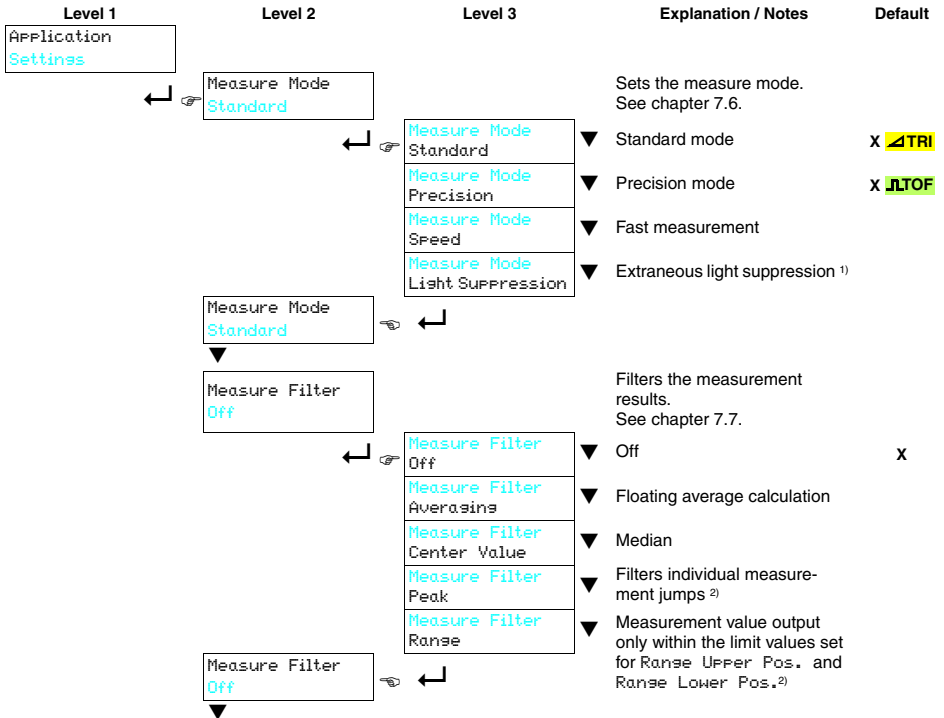 Level 1 Level 2 Level 3 Explanation / Notes Default
Application
Settings
Measure Mode
Standard
Sets the measure mode.
See chapter 7.6.
Measure Mode
Standard
▼ Standard mode X TRI
Measure Mode
Precision
▼ Precision mode X TOF
Measure Mode
Speed
▼ Fast measurement
Measure Mode
Light Suppression
▼ Extraneous light suppression 1)
Measure Mode
Standard
▼
Measure Filter
Off
Filters the measurement
results.
See chapter 7.7.
Measure Filter
Off
▼ Off X
Measure Filter
Averaging
▼ Floating average calculation
Measure Filter
Center Value
▼ Median
Measure Filter
Peak
▼ Filters individual measure-
ment jumps 2)
Measure Filter
Range
▼ Measurement value output
only within the limit values set
for Range Upper Pos. and
Range Lower Pos.2)
Measure Filter
Off
▼